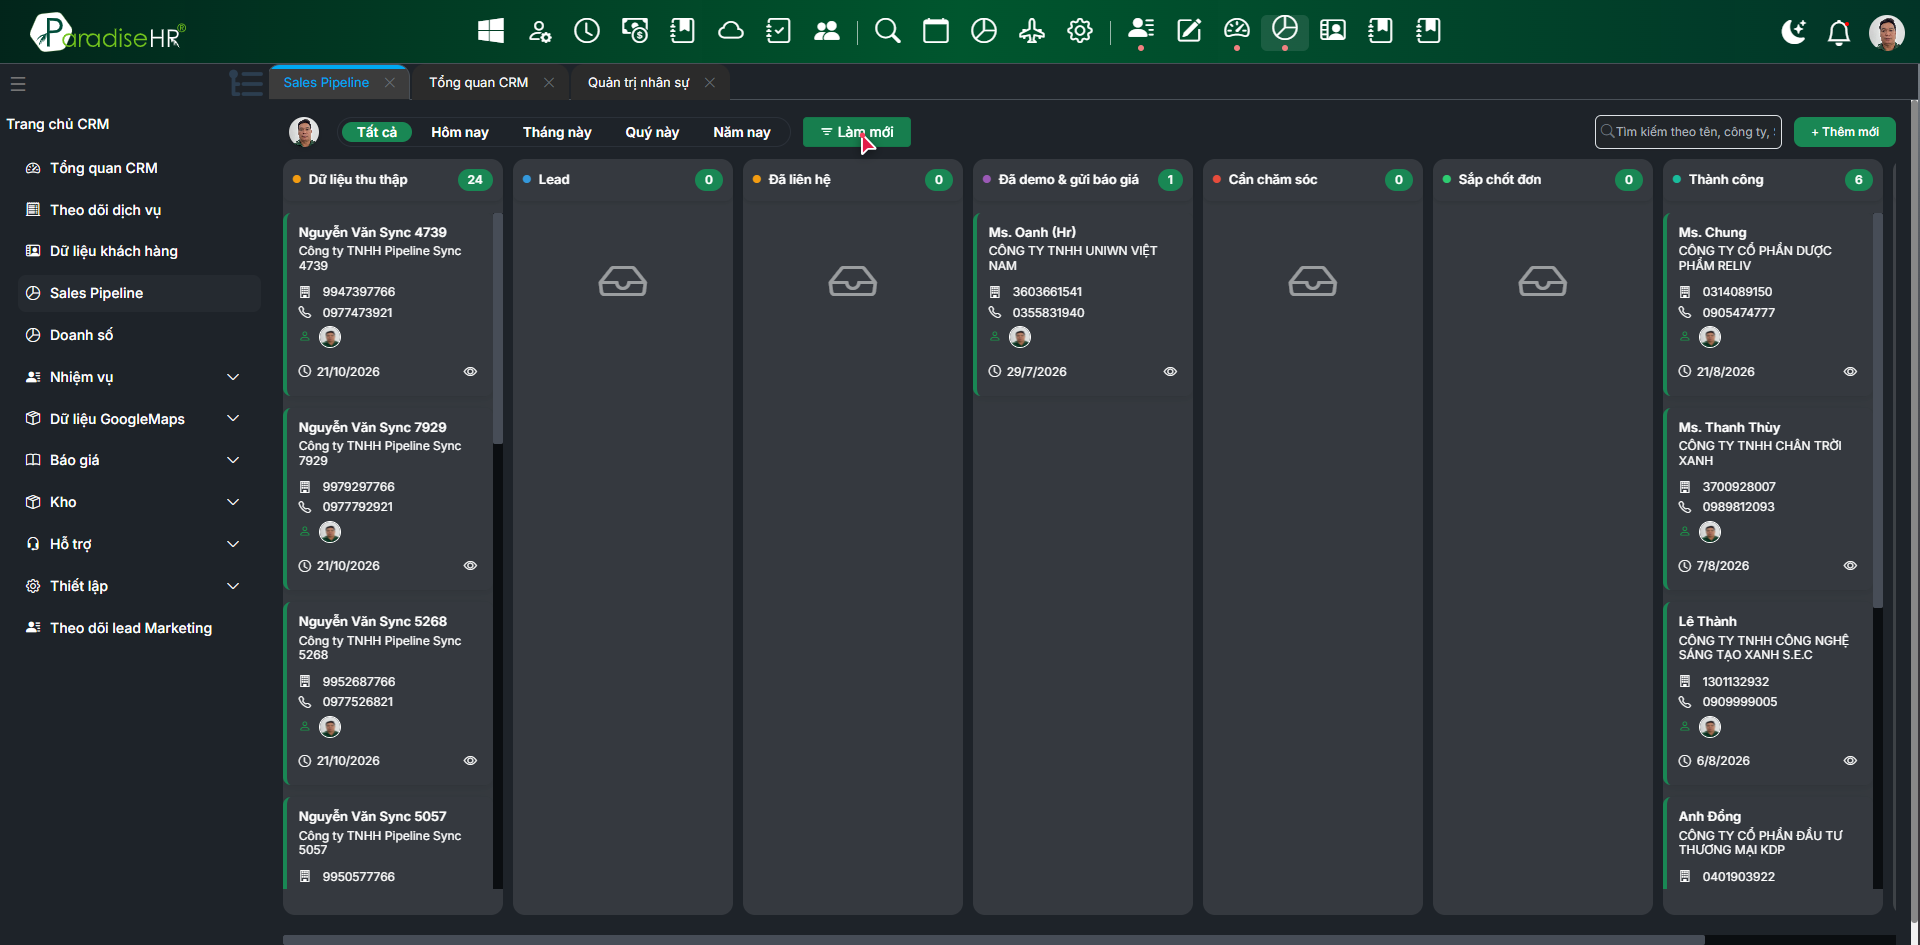 ParadiseHR®
Sales Pipeline
Tổng quan CRM
Quản trị nhân sự
Trang chủ CRM
Tổng quan CRM
Theo dõi dịch vụ
Dữ liệu khách hàng
Sales Pipeline
Doanh số
Nhiệm vụ
Dữ liệu GoogleMaps
Báo giá
Kho
Hỗ trợ
Thiết lập
Theo dõi lead Marketing
Tất cả
Hôm nay
Tháng này
Quý này
Năm nay
Làm mới
Tìm kiếm theo tên, công ty,
+ Thêm mới
Dữ liệu thu thập 24
Nguyễn Văn Sync 4739
Công ty TNHH Pipeline Sync
4739
9947397766
0977473921
21/10/2026
Nguyễn Văn Sync 7929
Công ty TNHH Pipeline Sync
7929
9979297766
0977792921
21/10/2026
Nguyễn Văn Sync 5268
Công ty TNHH Pipeline Sync
5268
9952687766
0977526821
21/10/2026
Nguyễn Văn Sync 5057
Công ty TNHH Pipeline Sync
5057
9950577766
Lead 0
Đã liên hệ 0
Đã demo & gửi báo giá 1
Ms. Oanh (Hr)
CÔNG TY TNHH UNIWN VIỆT
NAM
3603661541
0355831940
29/7/2026
Cần chăm sóc 0
Sắp chốt đơn 0
Thành công 6
Ms. Chung
CÔNG TY CỔ PHẦN DƯỢC
PHẨM RELIV
0314089150
0905474777
21/8/2026
Ms. Thanh Thùy
CÔNG TY TNHH CHÂN TRỜI
XANH
3700928007
0989812093
7/8/2026
Lê Thành
CÔNG TY TNHH CÔNG NGHỆ
SÁNG TẠO XANH S.E.C
1301132932
0909999005
6/8/2026
Anh Đồng
CÔNG TY CỔ PHẦN ĐẦU TƯ
THƯƠNG MẠI KDP
0401903922